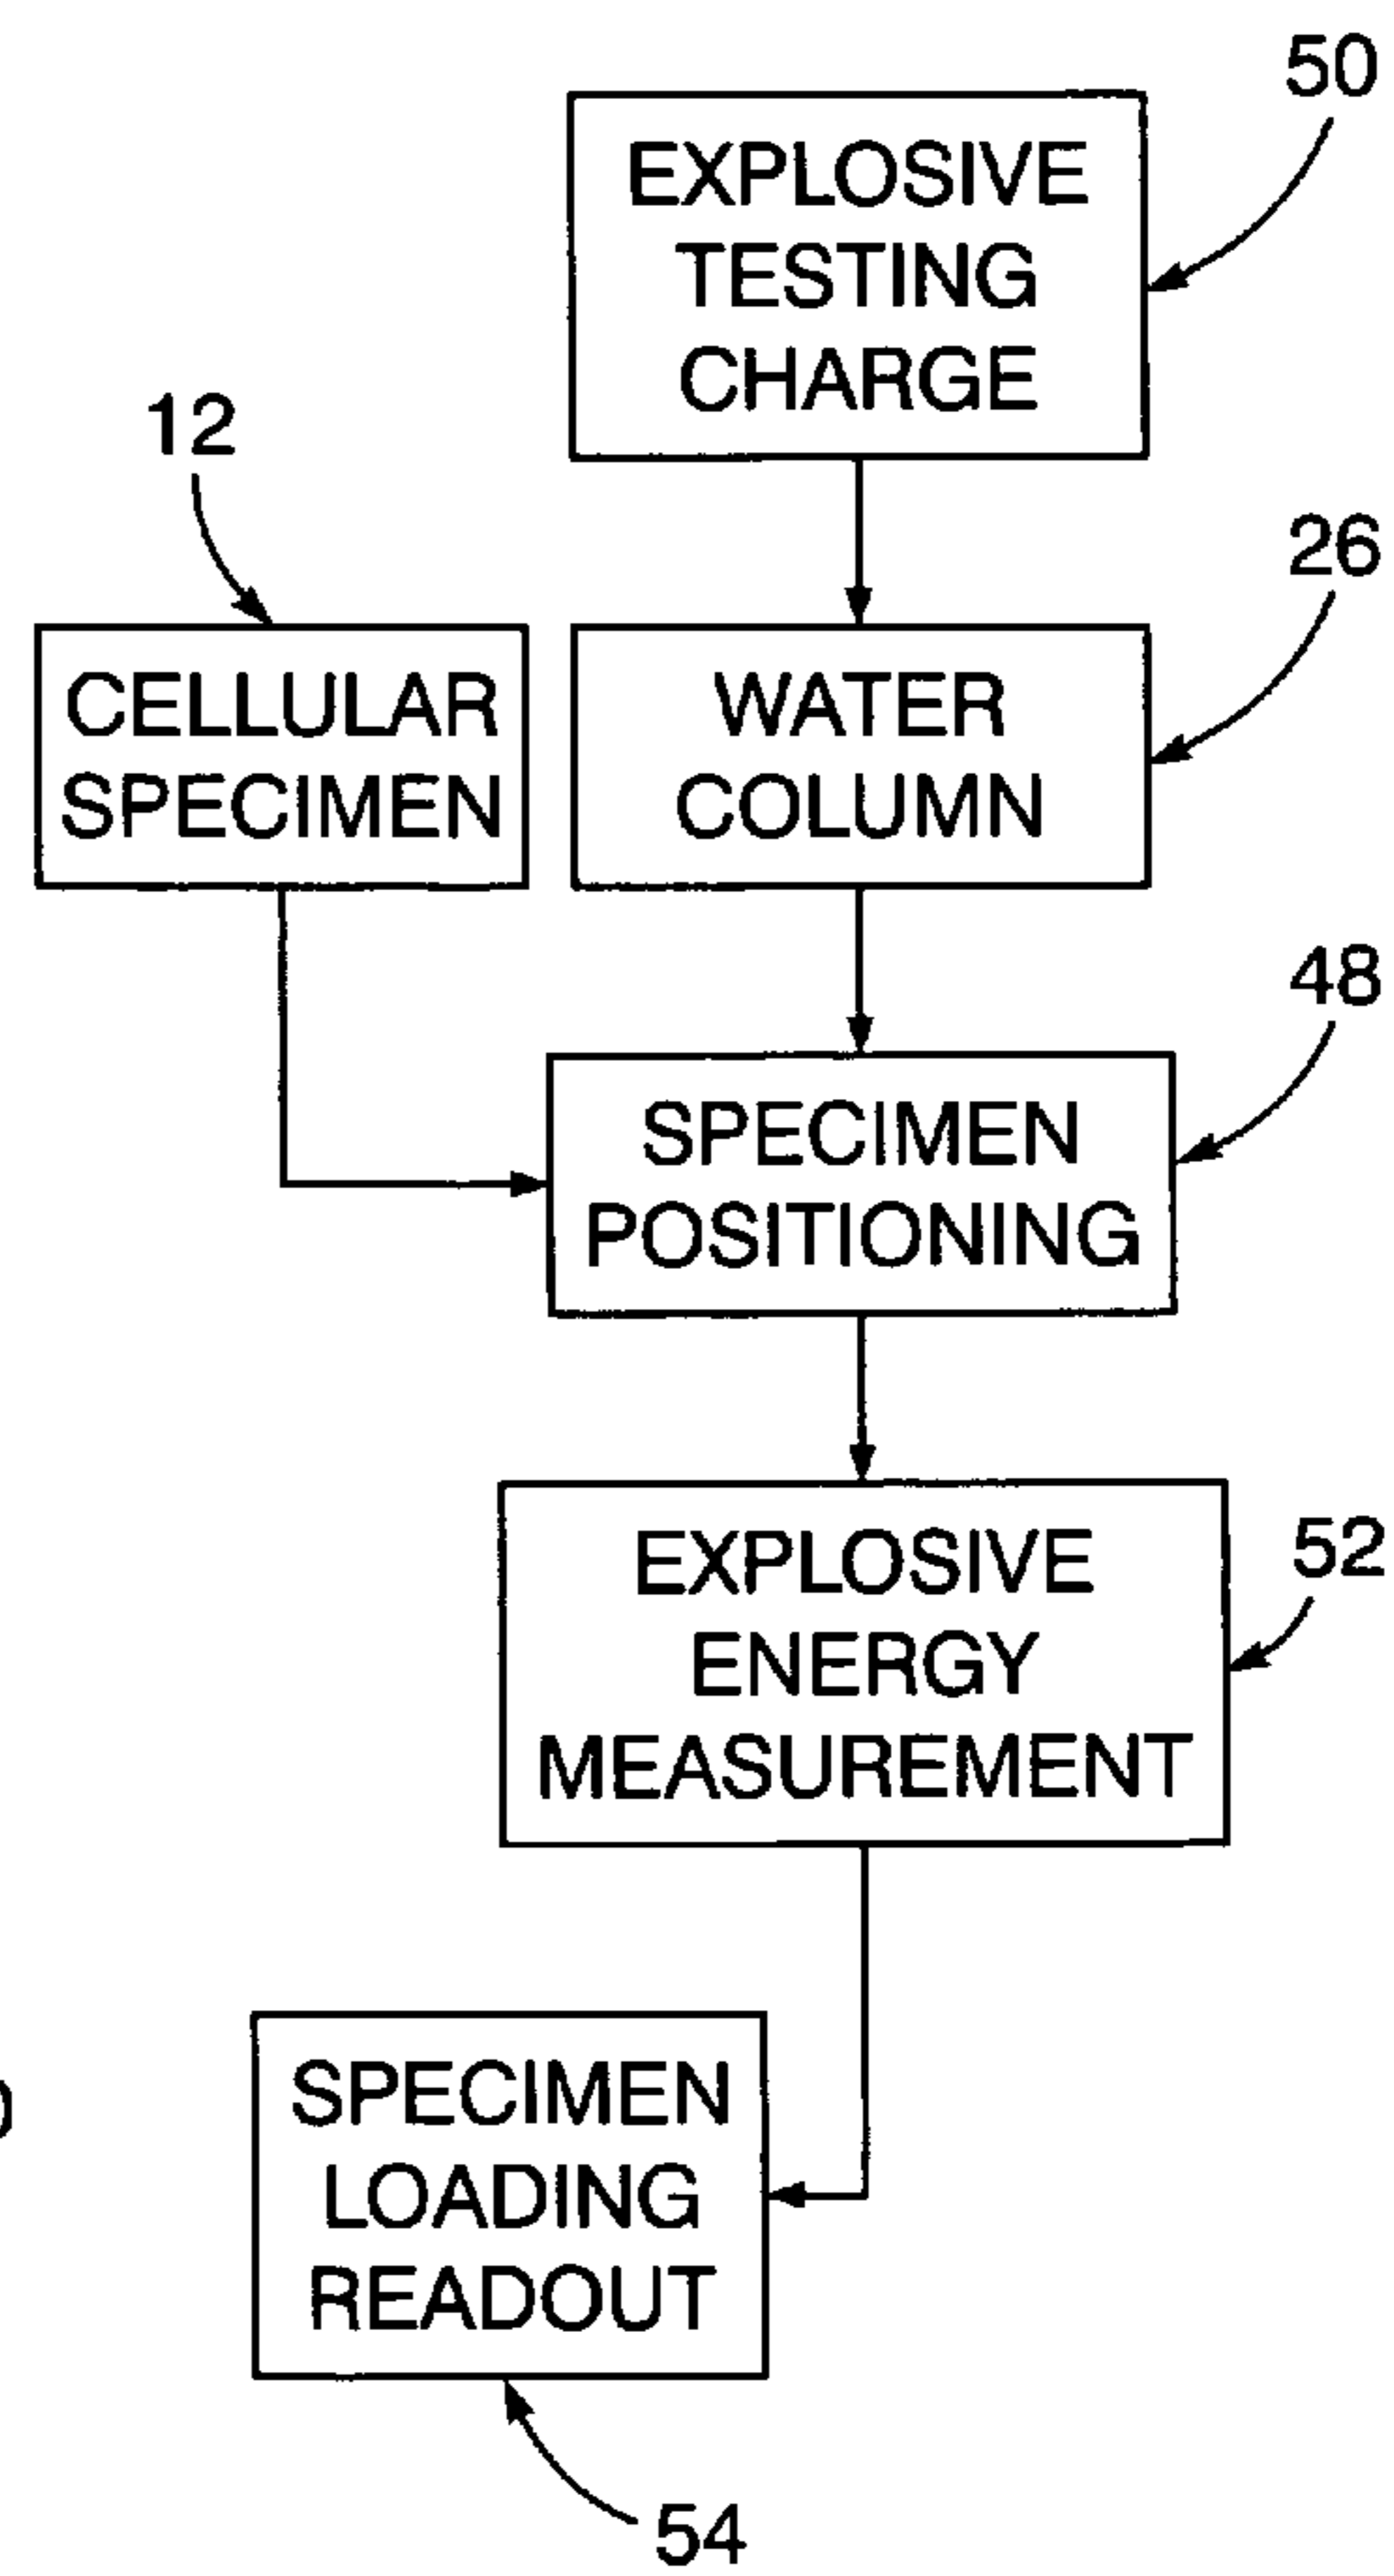 50
EXPLOSIVE
TESTING
CHARGE
12
26
CELLULAR
SPECIMEN
WATER
COLUMN
48
SPECIMEN
POSITIONING
52
EXPLOSIVE
ENERGY
MEASUREMENT
SPECIMEN
LOADING
READOUT
54